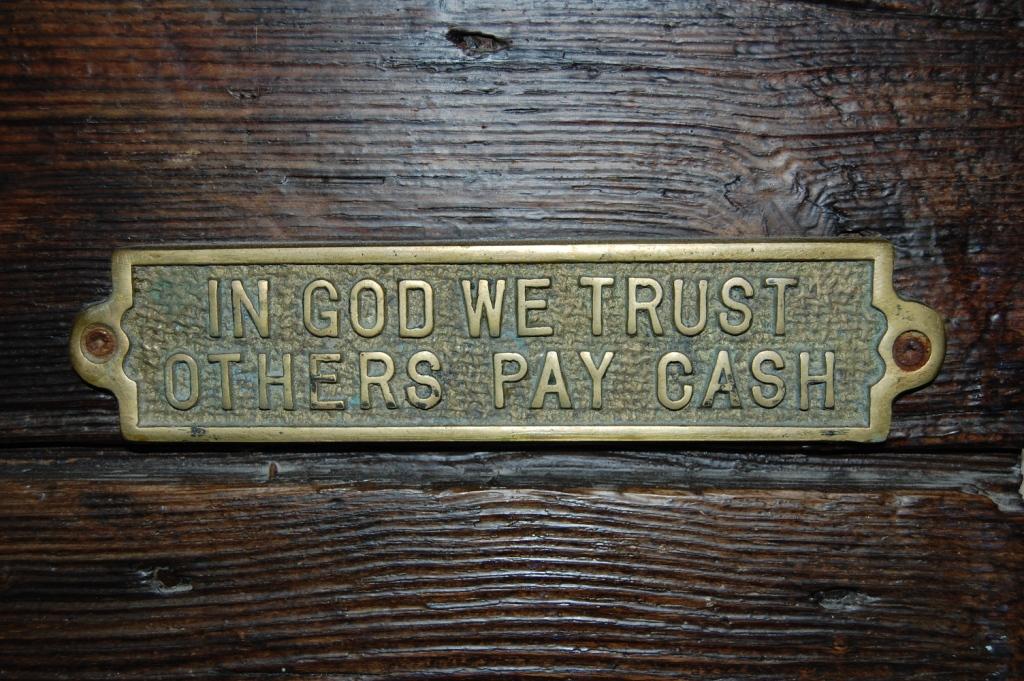 IN GOD WE TRUST
OTHERS PAY CASH